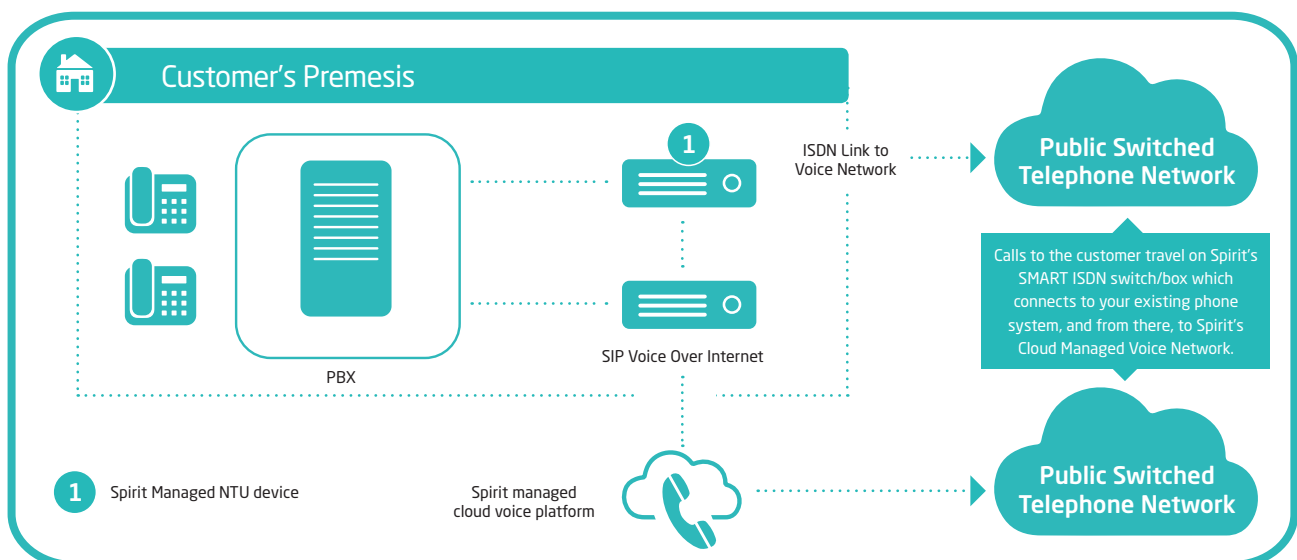 Customer's Premesis
1
ISDN Link to
Voice Network
Public Switched
Telephone Network
Calls to the customer travel on Spirit's
SMART ISDN switch/box which
connects to your existing phone
system, and from there, to Spirit's
Cloud Managed Voice Network.
SIP Voice Over Internet
PBX
1
Spirit Managed NTU device
Spirit managed
cloud voice platform
Public Switched
Telephone Network